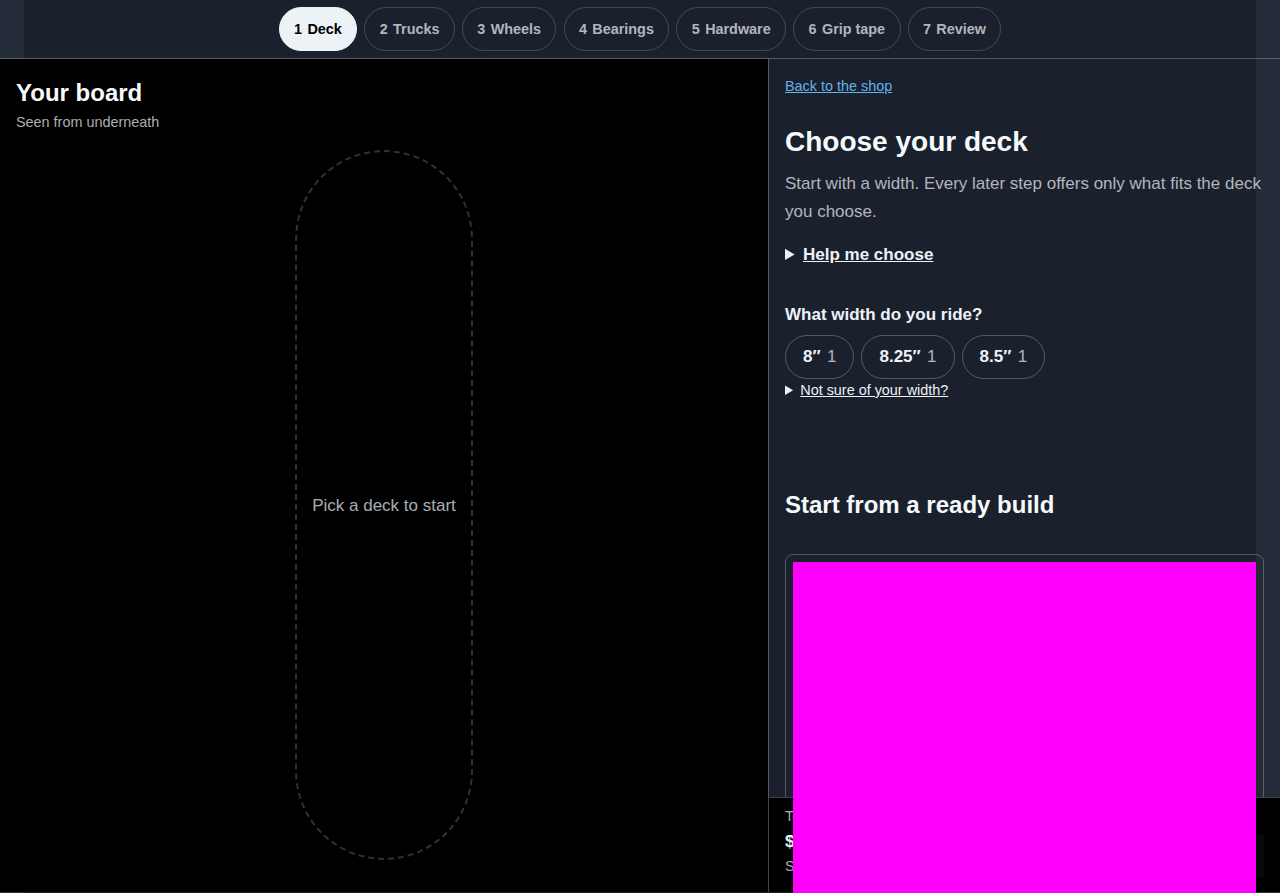 1 Deck
2 Trucks
3 Wheels
4 Bearings
5 Hardware
6 Grip tape
7 Review
Your board
Seen from underneath
Pick a deck to start
Back to the shop
Choose your deck
Start with a width. Every later step offers only what fits the deck
you choose.
Help me choose
What width do you ride?
8″ 1
8.25″ 1
8.5″ 1
Not sure of your width?
Start from a ready build